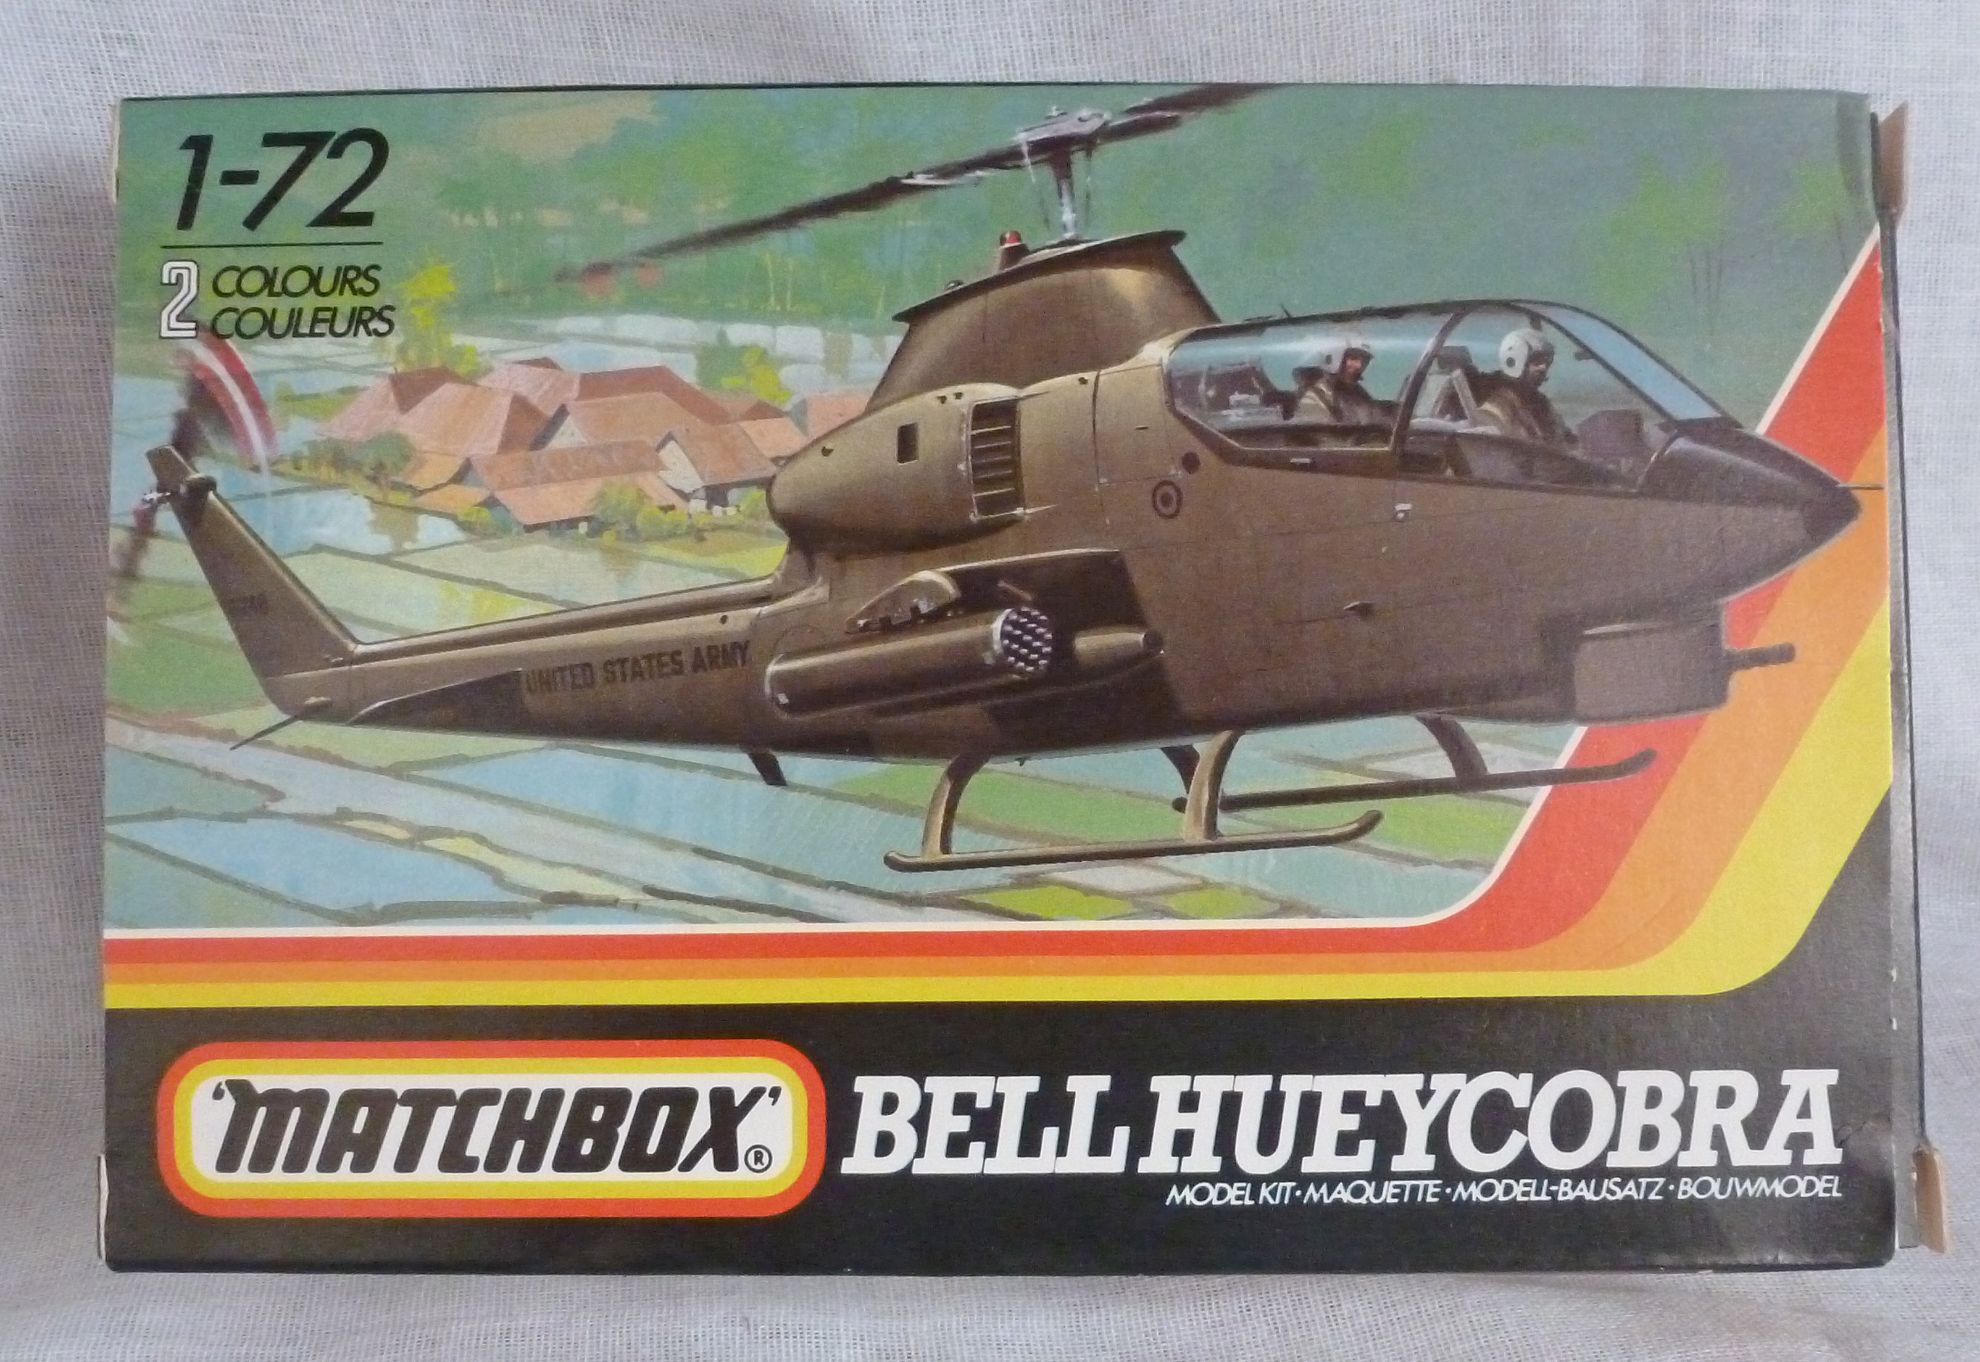 1-72
2 COLOURS
COULEURS
UNITED STATES ARMY
'MATCHBOX'®
BELL HUEYCOBRA
MODEL KIT·MAQUETTE·MODELL-BAUSATZ·BOUWMODEL